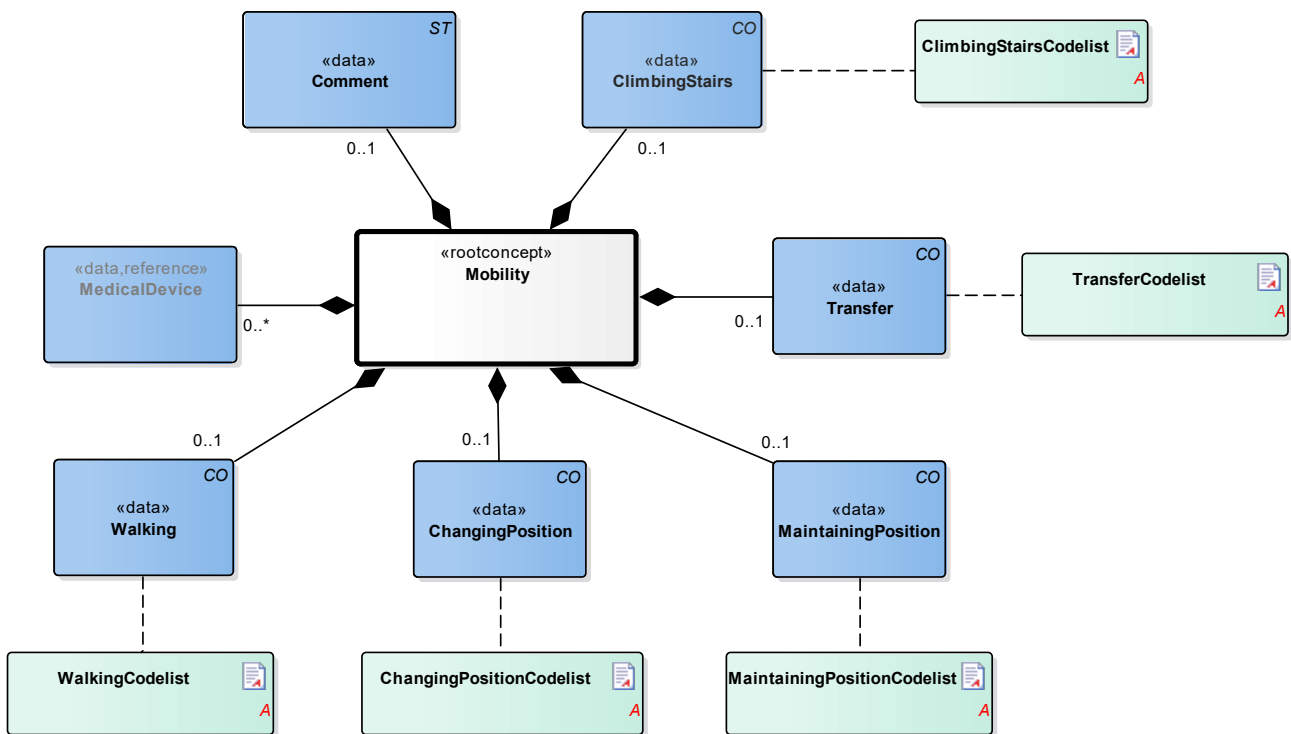 ST
«data»
Comment
0..1
CO
«data»
ClimbingStairs
0..1
ClimbingStairsCodelist
A
«data,reference»
MedicalDevice
0..*
«rootconcept»
Mobility
CO
«data»
Transfer
0..1
TransferCodelist
A
0..1
CO
«data»
Walking
0..1
CO
«data»
ChangingPosition
0..1
CO
«data»
MaintainingPosition
WalkingCodelist
A
ChangingPositionCodelist
A
MaintainingPositionCodelist
A